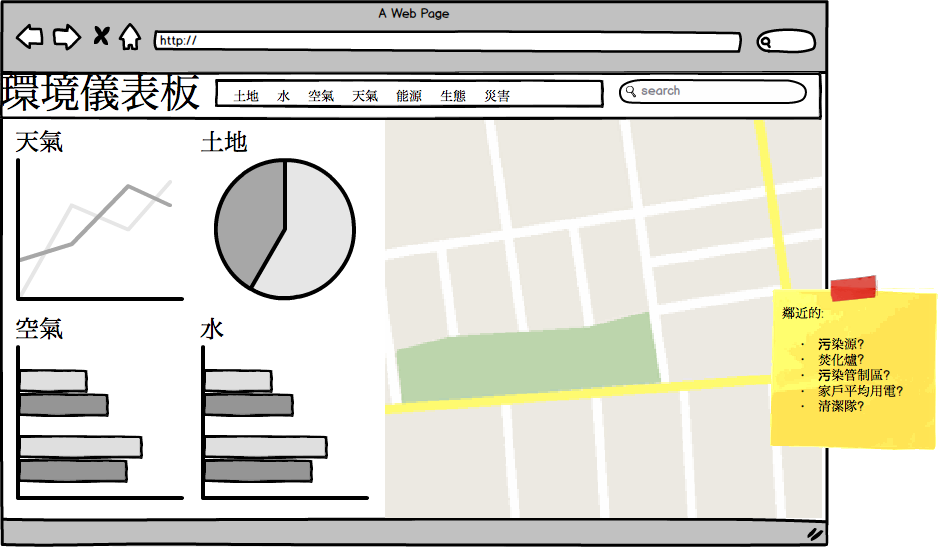 A Web Page
http://
環境儀表板
土地 水 空氣 天氣 能源 生態 災害
search
天氣
土地
空氣
水
鄰近的:
· 污染源?
· 焚化爐?
· 污染管制區?
· 家戶平均用電?
· 清潔隊?